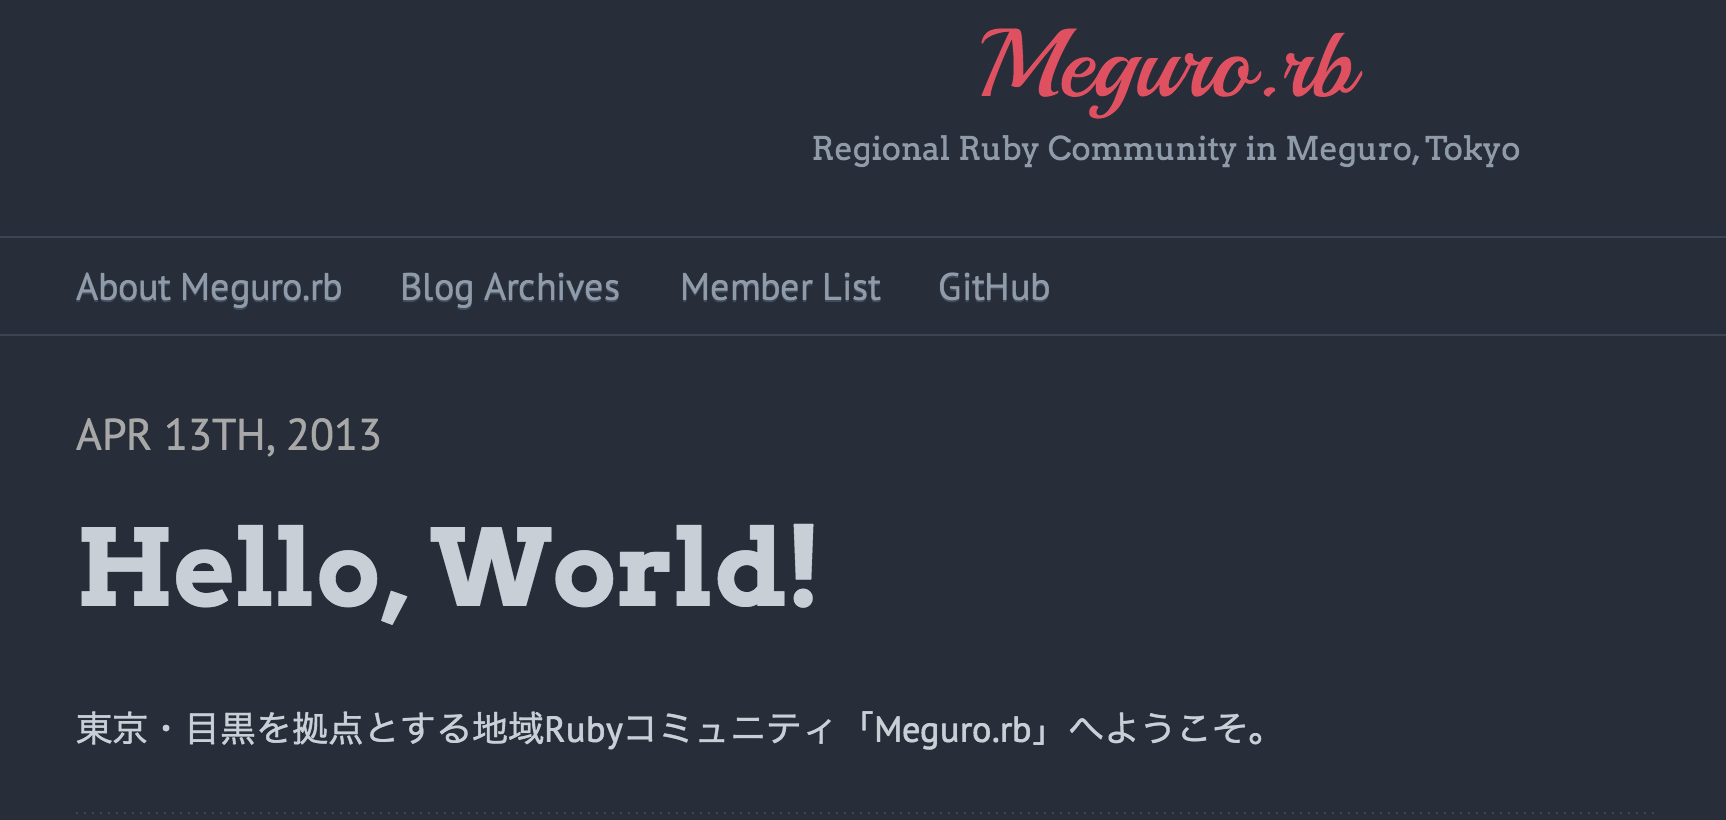 Meguro.rb
Regional Ruby Community in Meguro, Tokyo
About Meguro.rb Blog Archives Member List GitHub
APR 13TH, 2013
Hello, World!
東京・目黒を拠点とする地域Rubyコミュニティ「Meguro.rb」へようこそ。